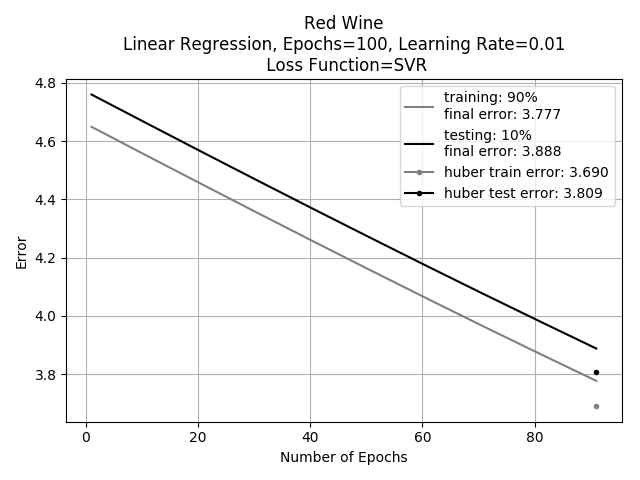 Red Wine
Linear Regression, Epochs=100, Learning Rate=0.01
Loss Function=SVR
4.8
4.6
4.4
4.2
4.0
3.8
Error
training: 90%
final error: 3.777
testing: 10%
final error: 3.888
huber train error: 3.690
huber test error: 3.809
0
20
40
60
80
Number of Epochs